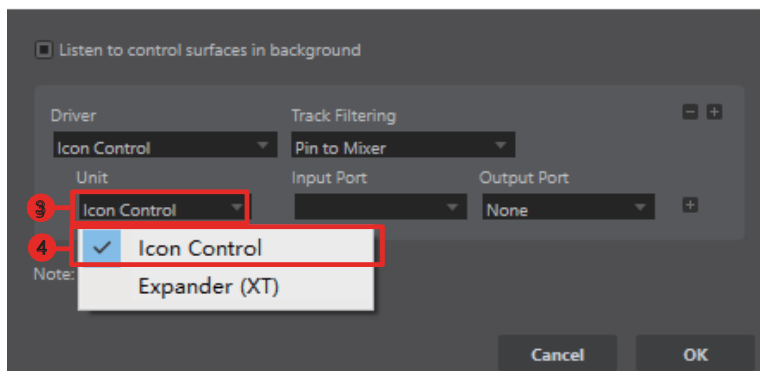 Listen to control surfaces in background
Driver Track Filtering
Icon Control Pin to Mixer
Unit Input Port Output Port
3 Icon Control None
4 Icon Control
Note:
Expander (XT)
Cancel OK